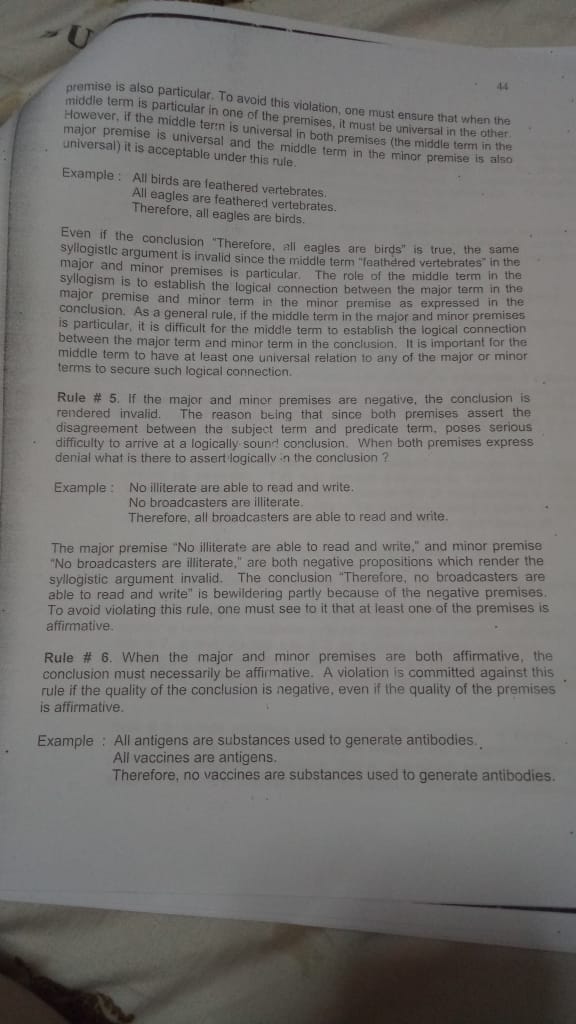 U
44
premise is also particular. To avoid this violation, one must ensure that when the
middle term is particular in one of the premises, it must be universal in the other.
However, if the middle term is universal in both premises (the middle term in the
major premise is universal and the middle term in the minor premise is also
universal) it is acceptable under this rule.
Example : All birds are feathered vertebrates.
All eagles are feathered vertebrates.
Therefore, all eagles are birds.
Even if the conclusion "Therefore, all eagles are birds" is true, the same
syllogistic argument is invalid since the middle term "feathered vertebrates" in the
major and minor premises is particular. The role of the middle term in the
syllogism is to establish the logical connection between the major term in the
major premise and minor term in the minor premise as expressed in the
conclusion. As a general rule, if the middle term in the major and minor premises
is particular, it is difficult for the middle term to establish the logical connection
between the major term and minor term in the conclusion. It is important for the
middle term to have at least one universal relation to any of the major or minor
terms to secure such logical connection.
Rule # 5. If the major and minor premises are negative, the conclusion is
rendered invalid. The reason being that since both premises assert the
disagreement between the subject term and predicate term, poses serious
difficulty to arrive at a logically sound conclusion. When both premises express
denial what is there to assert logically in the conclusion ?
Example : No illiterate are able to read and write.
No broadcasters are illiterate.
Therefore, all broadcasters are able to read and write.
The major premise "No illiterate are able to read and write," and minor premise
"No broadcasters are illiterate," are both negative propositions which render the
syllogistic argument invalid. The conclusion "Therefore, no broadcasters are
able to read and write" is bewildering partly because of the negative premises.
To avoid violating this rule, one must see to it that at least one of the premises is
affirmative.
Rule # 6. When the major and minor premises are both affirmative, the
conclusion must necessarily be affirmative. A violation is committed against this
rule if the quality of the conclusion is negative, even if the quality of the premises
is affirmative.
Example : All antigens are substances used to generate antibodies.
All vaccines are antigens.
Therefore, no vaccines are substances used to generate antibodies.